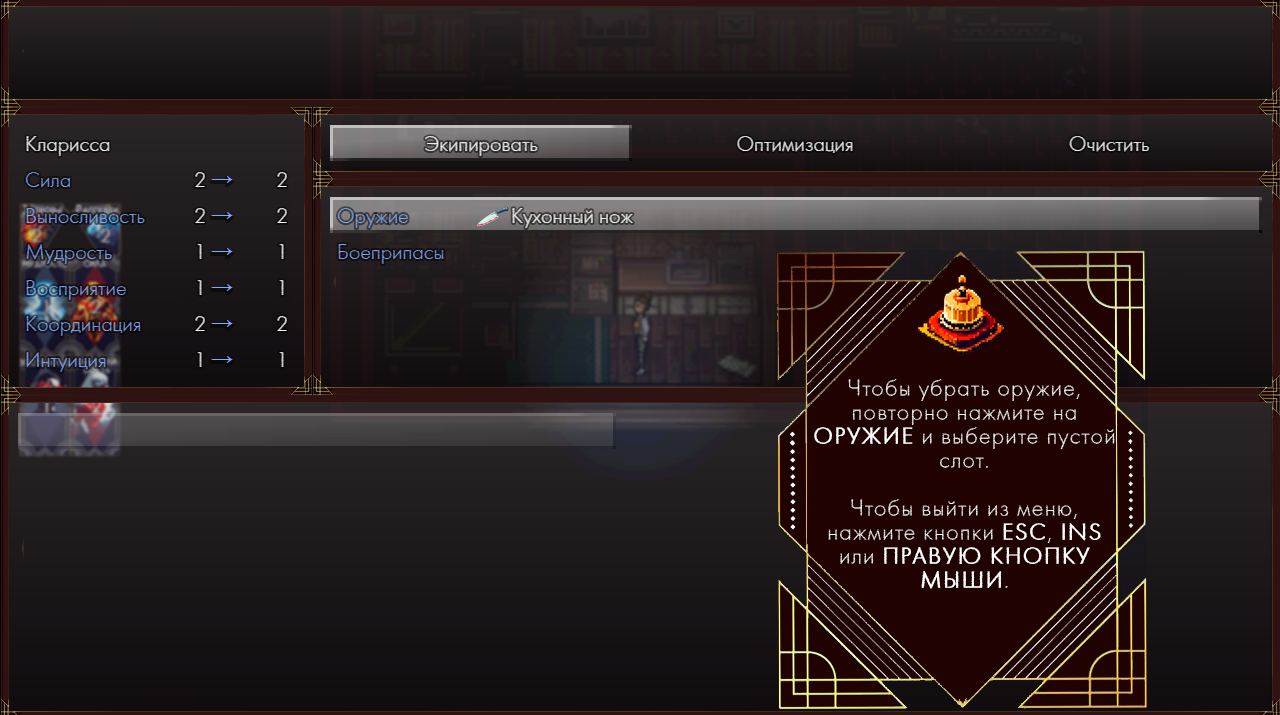 Кларисса
Сила 2 → 2
Выносливость 2 → 2
Мудрость 1 → 1
Восприятие 1 → 1
Координация 2 → 2
Интуиция 1 → 1
Экипировать Оптимизация Очистить
Оружие Кухонный нож
Боеприпасы
Чтобы убрать оружие,
повторно нажмите на
ОРУЖИЕ и выберите пустой
слот.
Чтобы выйти из меню,
нажмите кнопки ESC, INS
или ПРАВУЮ КНОПКУ
МЫШИ.